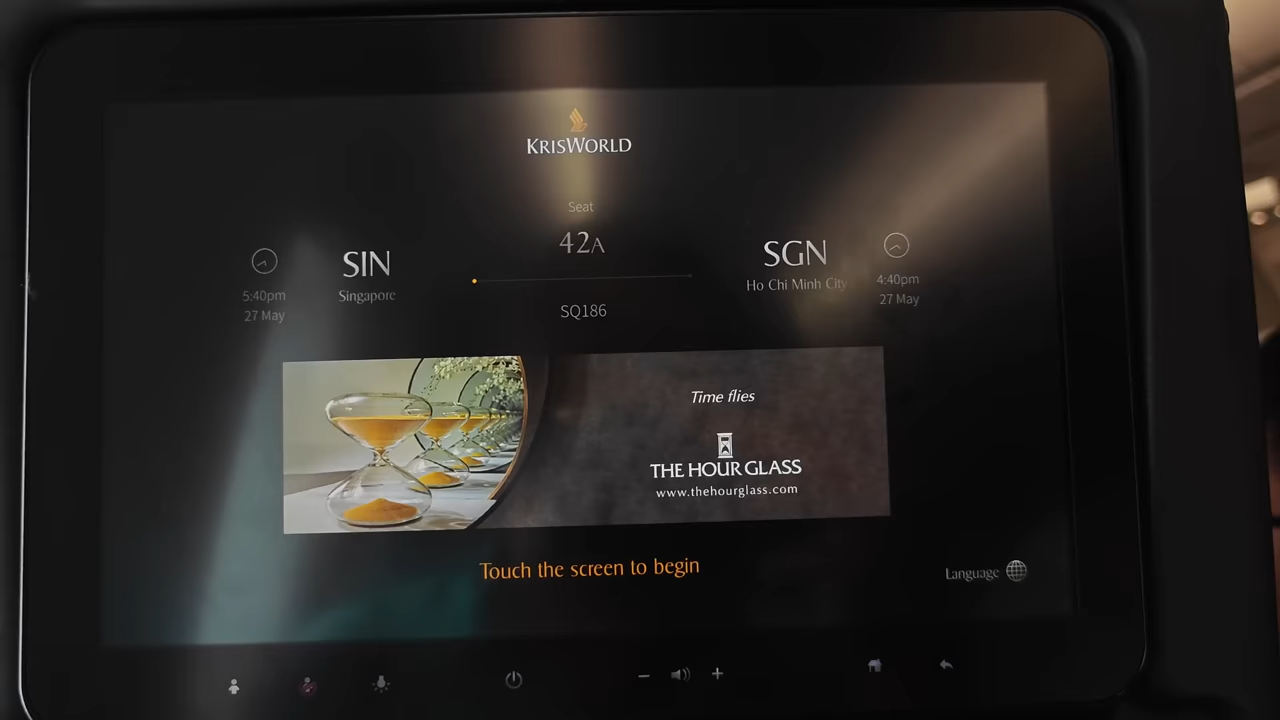 KRISWORLD
Seat
42A
SIN
Singapore
5:40pm
27 May
SGN
Ho Chi Minh City
4:40pm
27 May
SQ186
Time flies
THE HOUR GLASS
www.thehourglass.com
Touch the screen to begin
Language